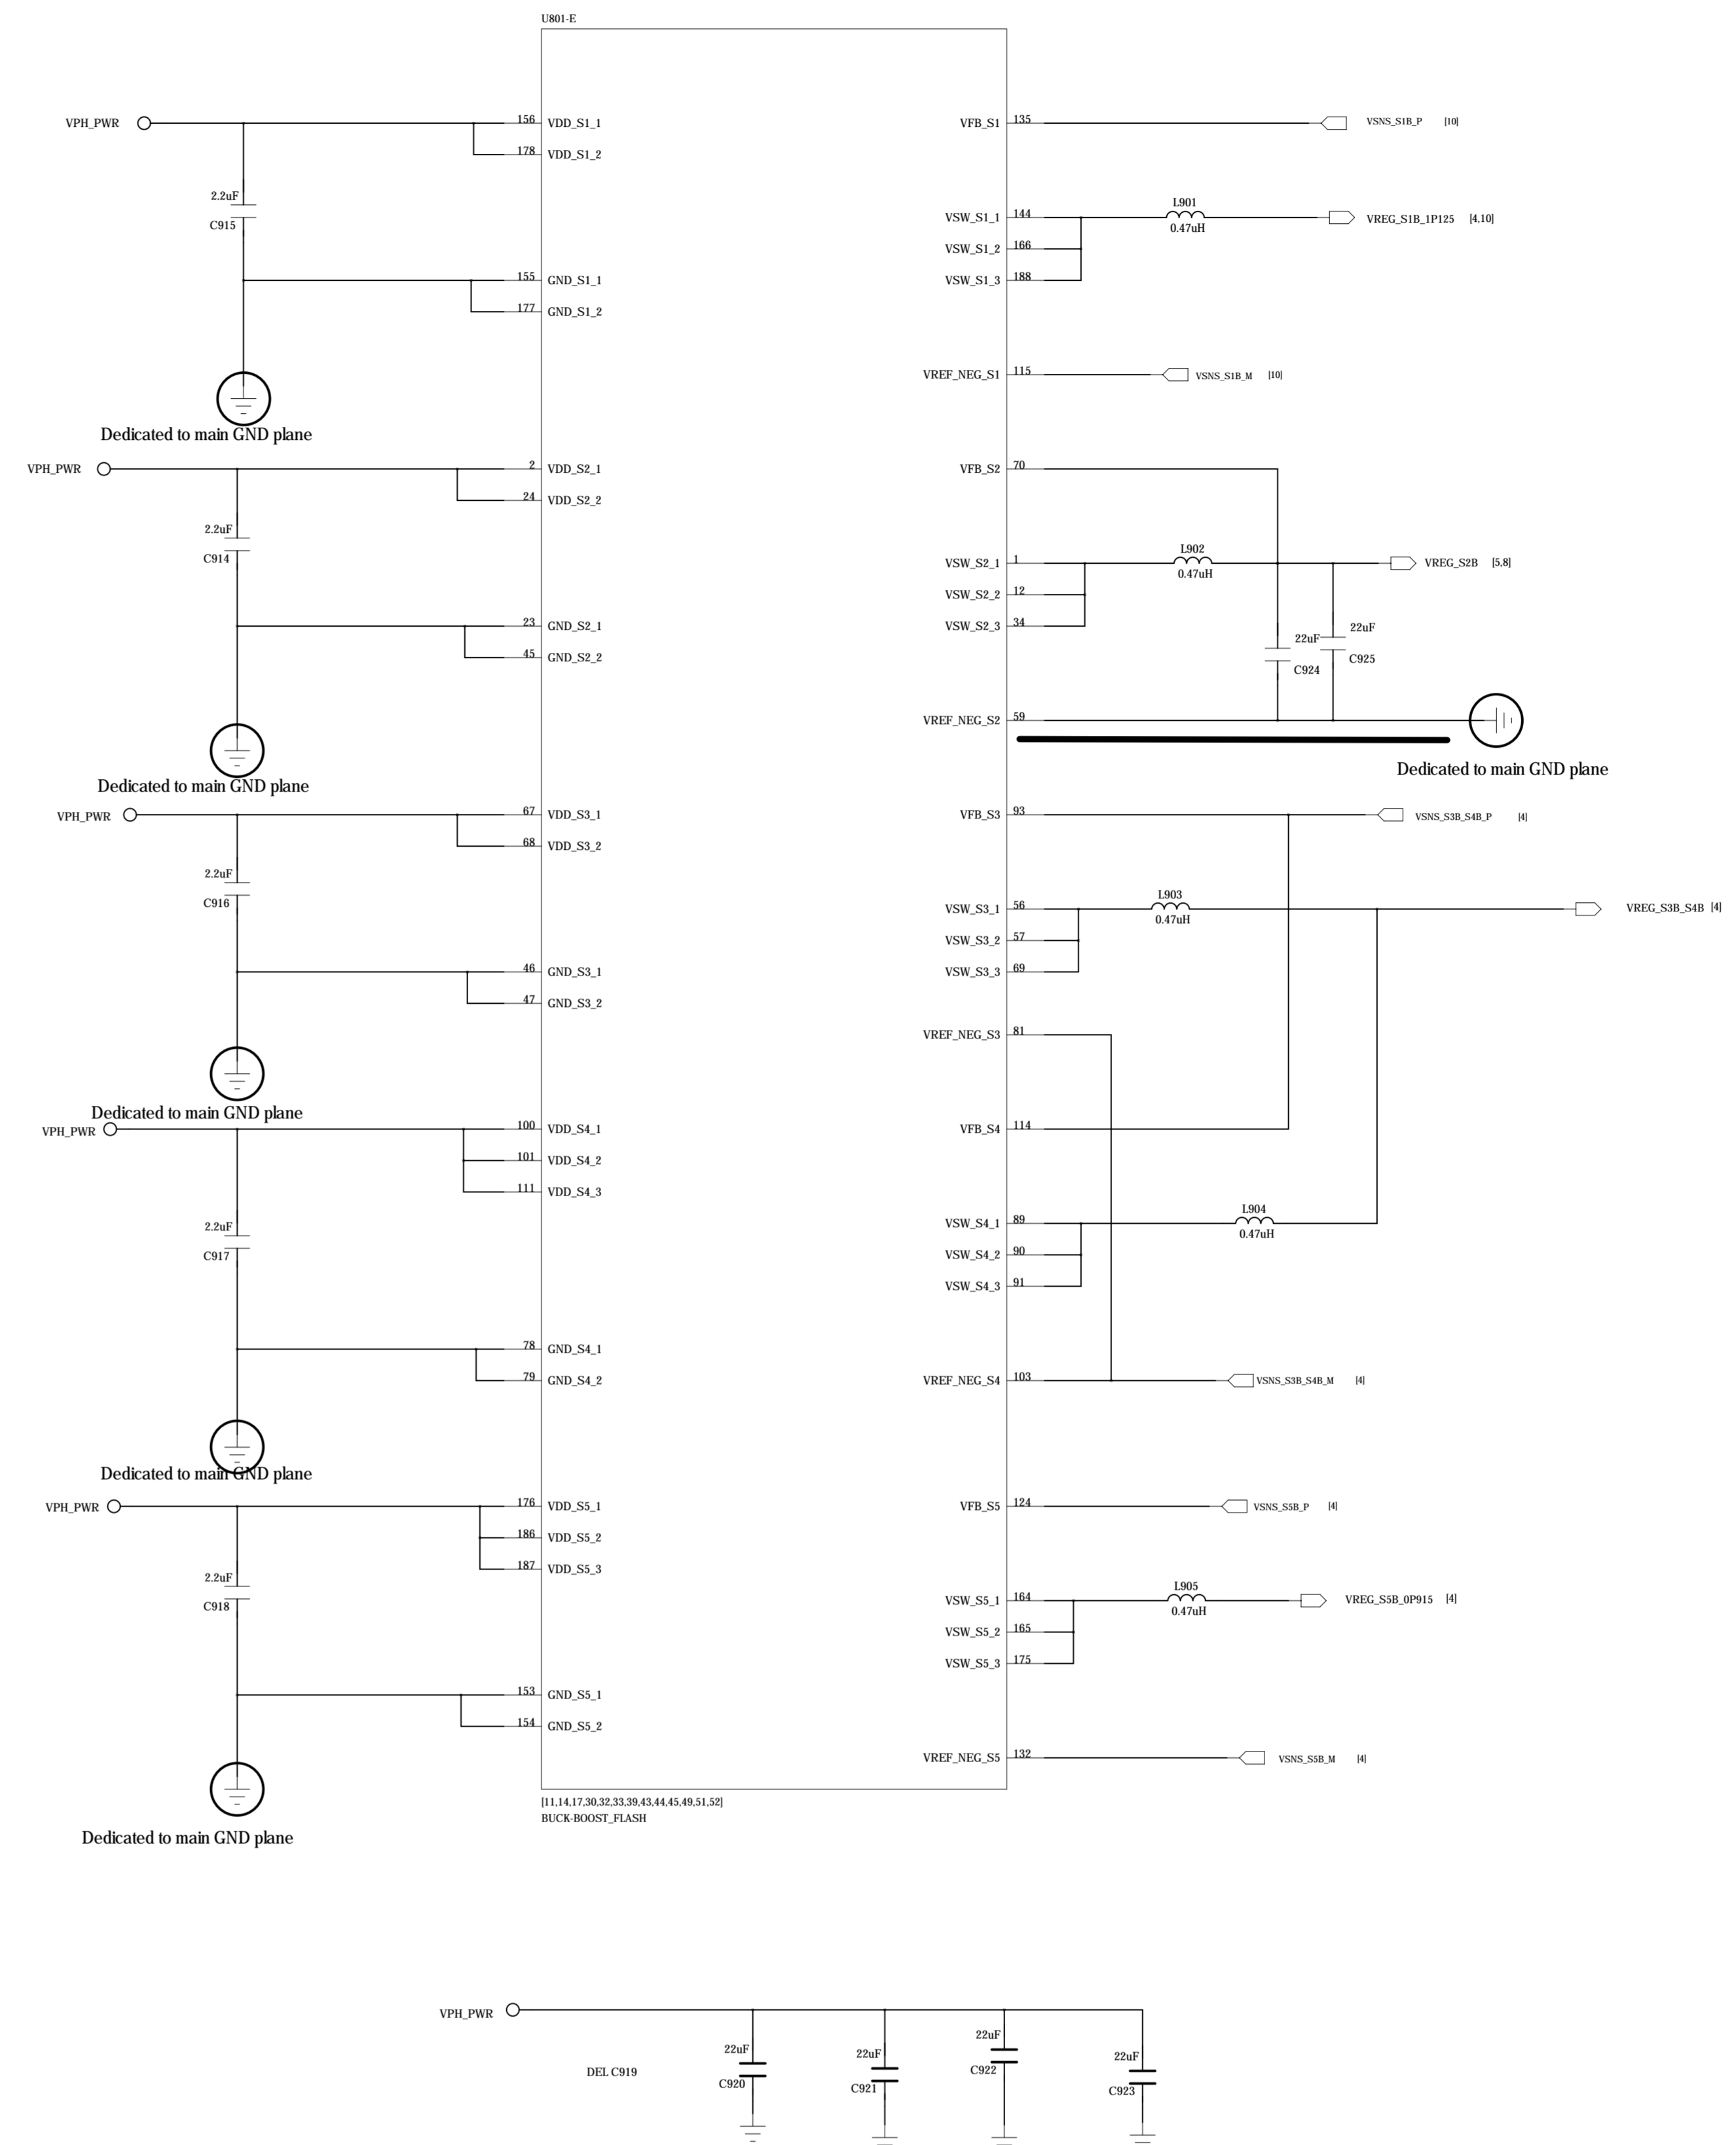 U801-E
VPH_PWR 156 VDD_S1_1 VFB_S1 135 VSNS_S1B_P [10]
178 VDD_S1_2
2.2uF
C915
L901
VSW_S1_1 144 VREG_S1B_1P125 [4,10]
0.47uH
VSW_S1_2 166
155 GND_S1_1 VSW_S1_3 188
177 GND_S1_2
VREF_NEG_S1 115 VSNS_S1B_M [10]
Dedicated to main GND plane
VPH_PWR 2 VDD_S2_1 VFB_S2 70
24 VDD_S2_2
2.2uF
C914
L902
VSW_S2_1 1 VREG_S2B [5,8]
0.47uH
VSW_S2_2 12
23 GND_S2_1 VSW_S2_3 34
22uF 22uF
45 GND_S2_2 C924 C925
VREF_NEG_S2 59
Dedicated to main GND plane
Dedicated to main GND plane
VPH_PWR 67 VDD_S3_1 VFB_S3 93 VSNS_S3B_S4B_P [4]
68 VDD_S3_2
2.2uF
C916
L903
VSW_S3_1 56 VREG_S3B_S4B [4]
0.47uH
VSW_S3_2 57
46 GND_S3_1 VSW_S3_3 69
47 GND_S3_2
VREF_NEG_S3 81
Dedicated to main GND plane
VPH_PWR 100 VDD_S4_1 VFB_S4 114
101 VDD_S4_2
111 VDD_S4_3
2.2uF
C917
L904
VSW_S4_1 89
0.47uH
VSW_S4_2 90
VSW_S4_3 91
78 GND_S4_1
79 GND_S4_2 VREF_NEG_S4 103 VSNS_S3B_S4B_M [4]
Dedicated to main GND plane
VPH_PWR 176 VDD_S5_1 VFB_S5 124 VSNS_S5B_P [4]
186 VDD_S5_2
187 VDD_S5_3
2.2uF
C918
L905
VSW_S5_1 164 VREG_S5B_0P915 [4]
0.47uH
VSW_S5_2 165
VSW_S5_3 175
153 GND_S5_1
154 GND_S5_2
VREF_NEG_S5 132 VSNS_S5B_M [4]
[11,14,17,30,32,33,39,43,44,45,49,51,52]
BUCK-BOOST_FLASH
Dedicated to main GND plane
VPH_PWR
22uF 22uF 22uF 22uF
DEL C919
C920 C921 C922 C923